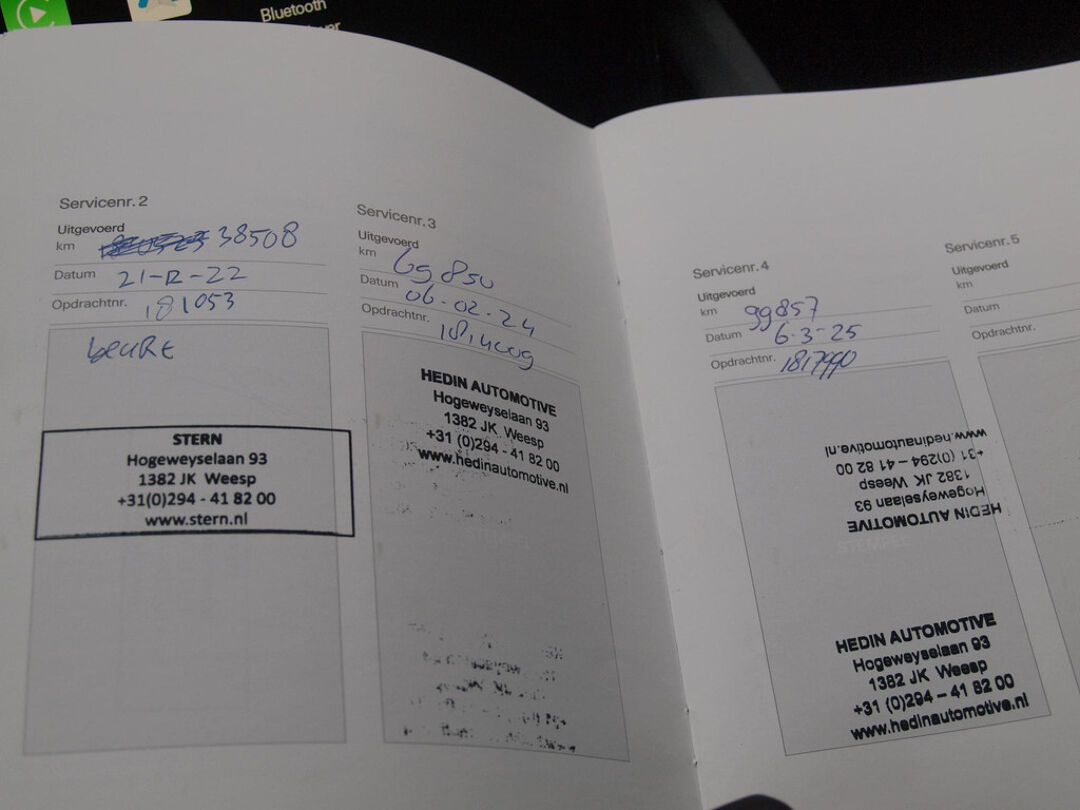 Bluetooth
Servicenr. 2
Uitgevoerd
km 38508
Datum 21-12-22
Opdrachtnr. 181053
beurt
STERN
Hogeweyselaan 93
1382 JK Weesp
+31(0)294 - 41 82 00
www.stern.nl
Servicenr. 3
Uitgevoerd
km 69850
Datum 06-02-24
Opdrachtnr.
HEDIN AUTOMOTIVE
Hogeweyselaan 93
1382 JK Weesp
+31 (0)294 - 41 82 00
www.hedinautomotive.nl
STEMPEL
Servicenr. 4
Uitgevoerd
km 99857
Datum 6-3-25
Opdrachtnr. 1817990
HEDIN AUTOMOTIVE
Hogeweyselaan 93
1382 JK Weesp
+31 (0)294 – 41 82 00
www.hedinautomotive.nl
STEMPEL
HEDIN AUTOMOTIVE
Hogeweyselaan 93
1382 JK Weesp
+31 (0)294 – 41 82 00
www.hedinautomotive.nl
Servicenr. 5
Uitgevoerd
km
Datum
Opdrachtnr.